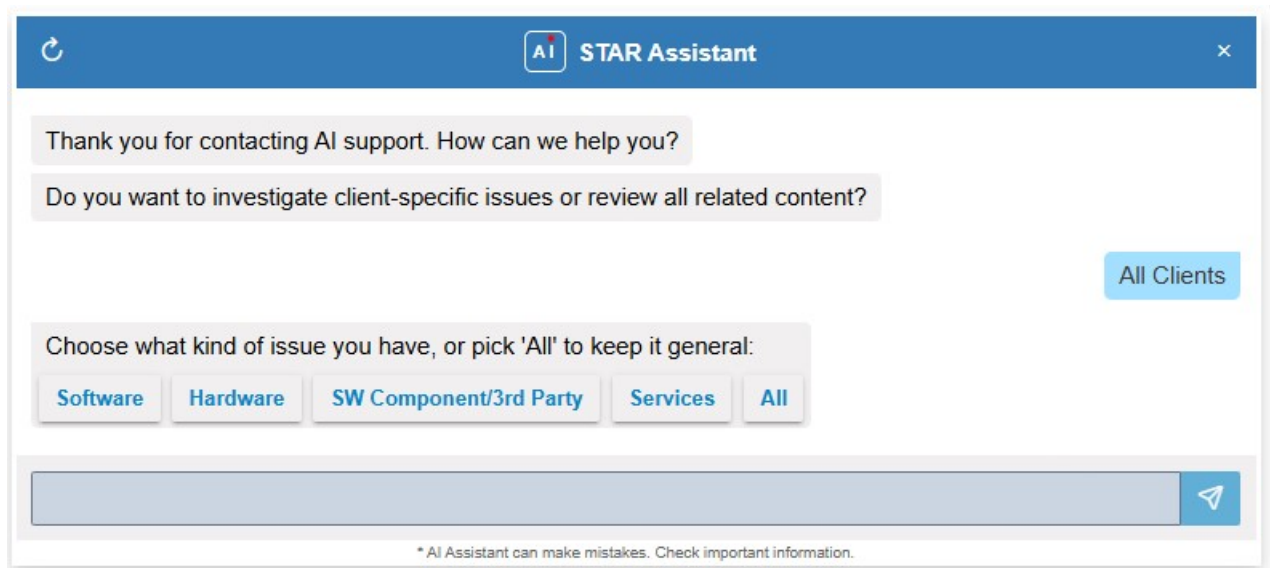 AI STAR Assistant ×
Thank you for contacting AI support. How can we help you?
Do you want to investigate client-specific issues or review all related content?
All Clients
Choose what kind of issue you have, or pick 'All' to keep it general:
Software Hardware SW Component/3rd Party Services All
* AI Assistant can make mistakes. Check important information.